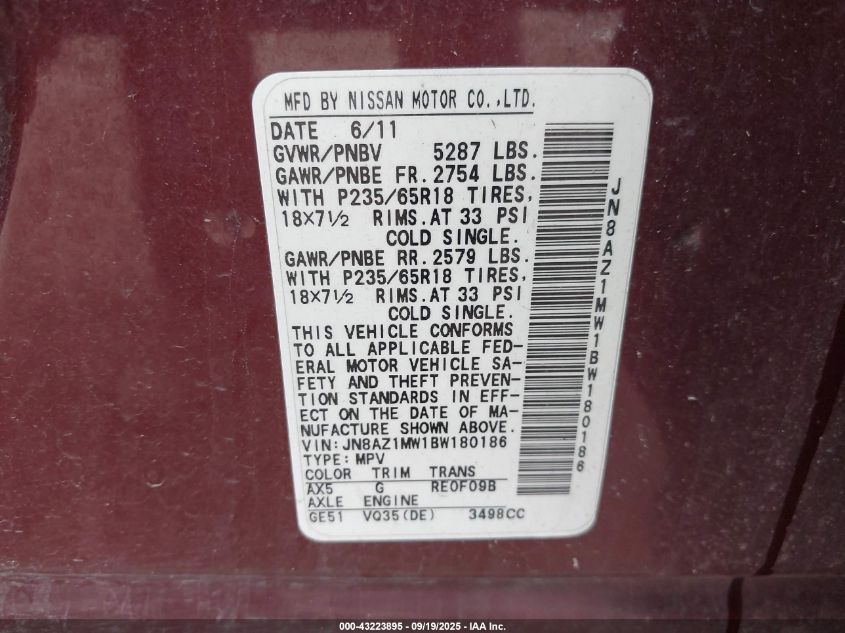 MFD BY NISSAN MOTOR CO.,LTD.
DATE 6/11
GVWR/PNBV 5287 LBS.
GAWR/PNBE FR.2754 LBS.
WITH P235/65R18 TIRES,
18×7½ RIMS.AT 33 PSI
COLD SINGLE.
GAWR/PNBE RR.2579 LBS.
WITH P235/65R18 TIRES,
18×7½ RIMS.AT 33 PSI
COLD SINGLE.
THIS VEHICLE CONFORMS
TO ALL APPLICABLE FED-
ERAL MOTOR VEHICLE SA-
FETY AND THEFT PREVEN-
TION STANDARDS IN EFF-
ECT ON THE DATE OF MA-
NUFACTURE SHOWN ABOVE.
VIN:JN8AZ1MW1BW180186
TYPE:MPV
COLOR TRIM TRANS
AX5 G RE0F09B
AXLE ENGINE
GE51 VQ35(DE) 3498CC
JN8AZ1MW1BW180186
000-43223895 - 09/19/2025 - IAA Inc.